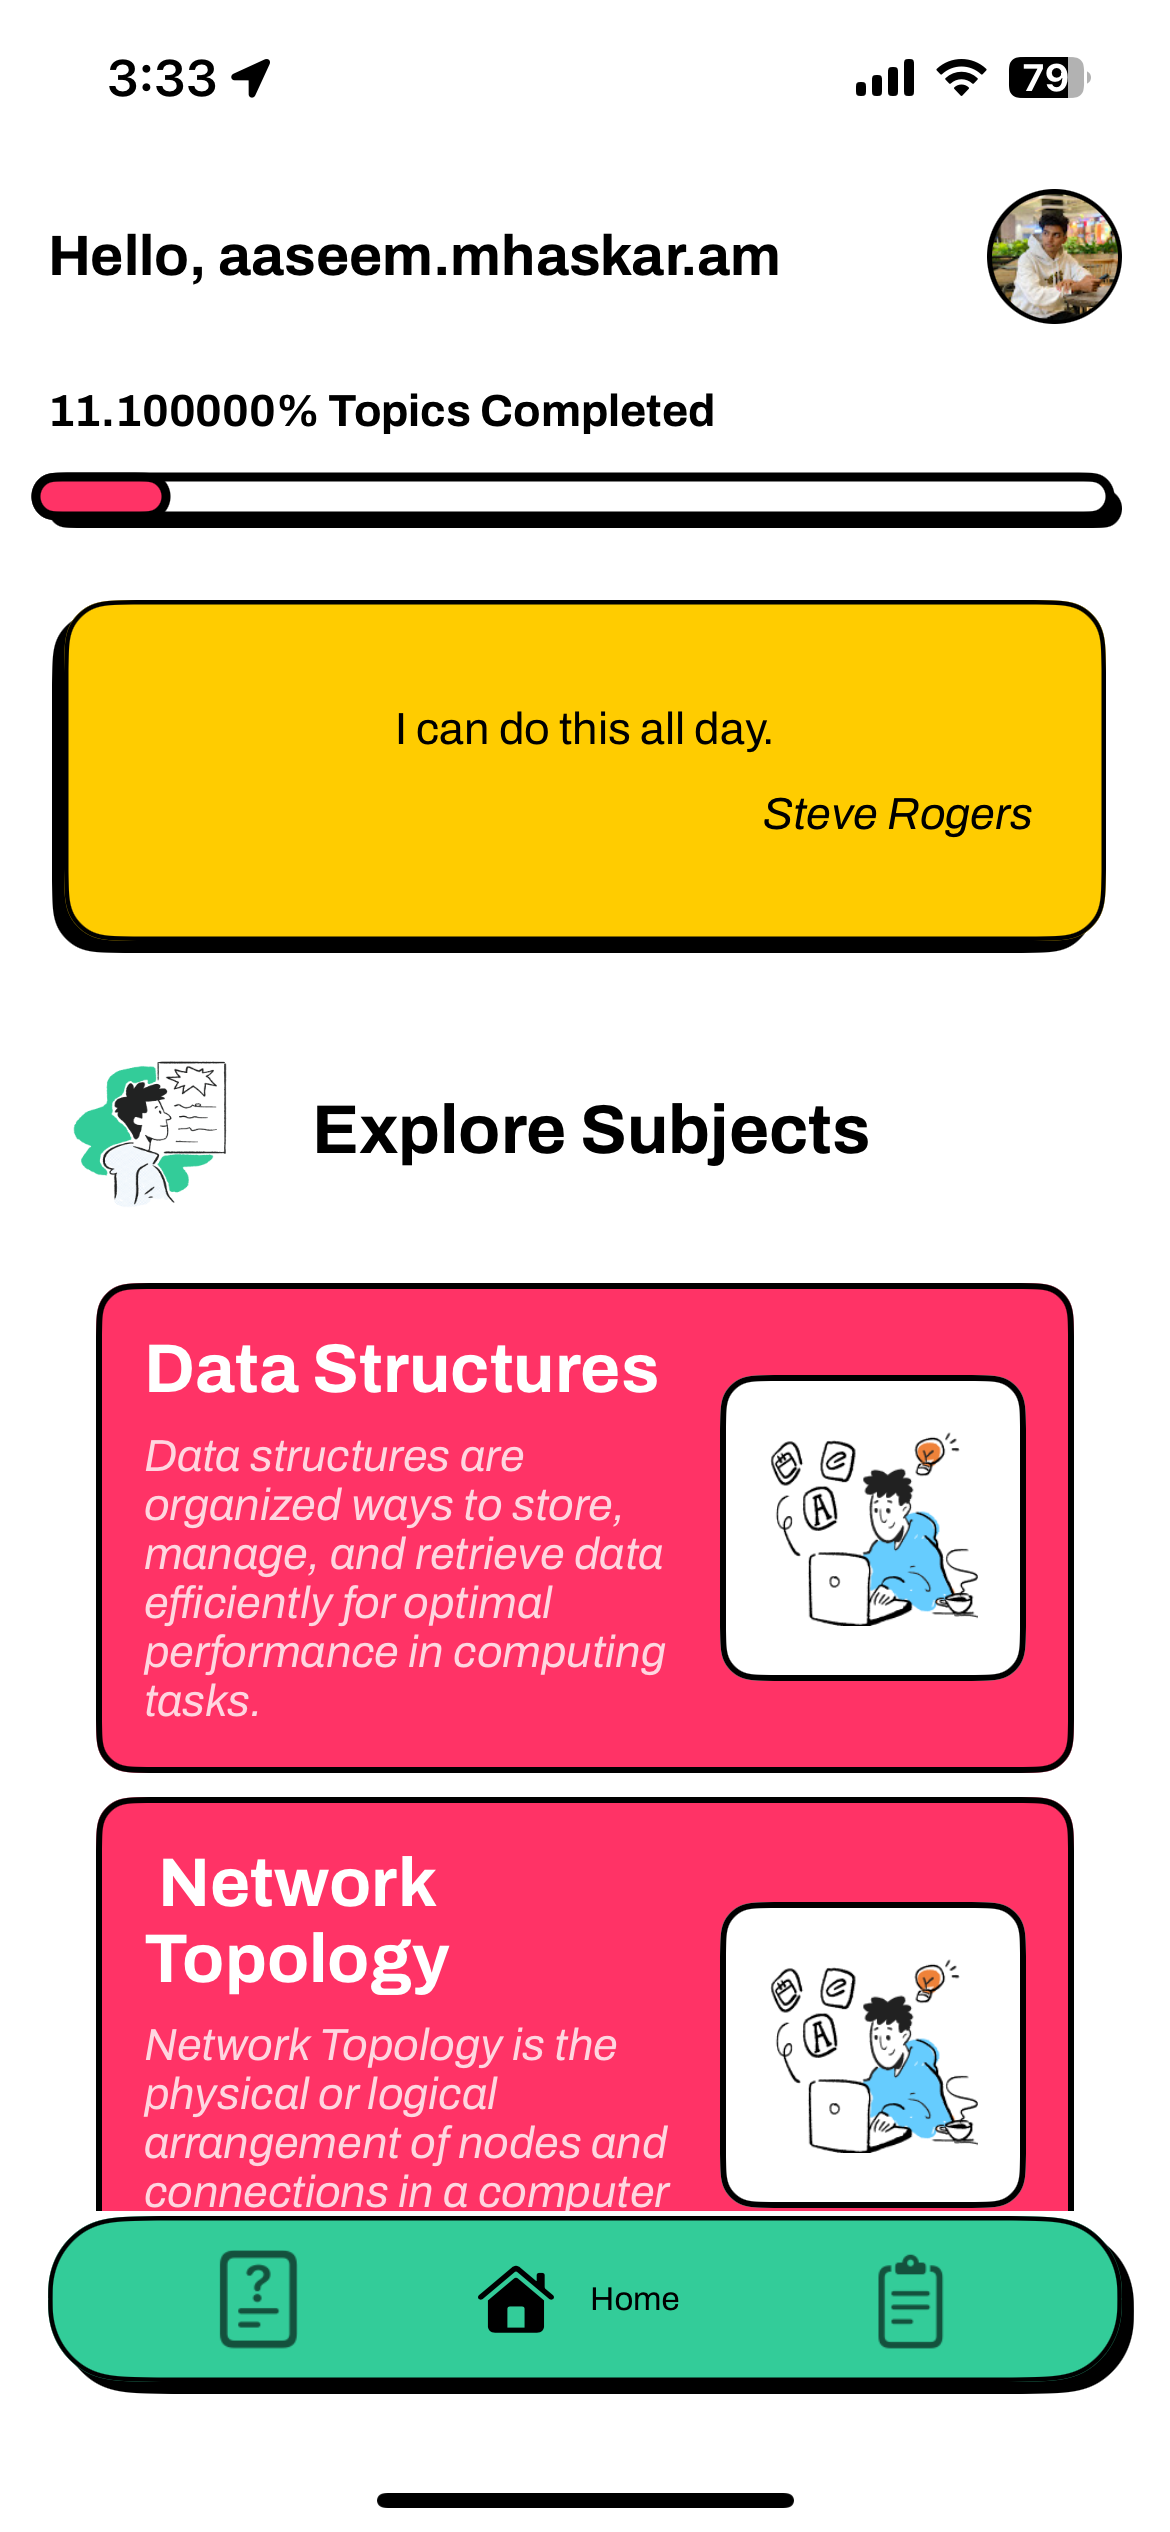 3:33
79
Hello, aaseem.mhaskar.am
11.100000% Topics Completed
I can do this all day.
Steve Rogers
Explore Subjects
Data Structures
Data structures are
organized ways to store,
manage, and retrieve data
efficiently for optimal
performance in computing
tasks.
A
Network
Topology
Network Topology is the
physical or logical
arrangement of nodes and
connections in a computer
A
?
Home